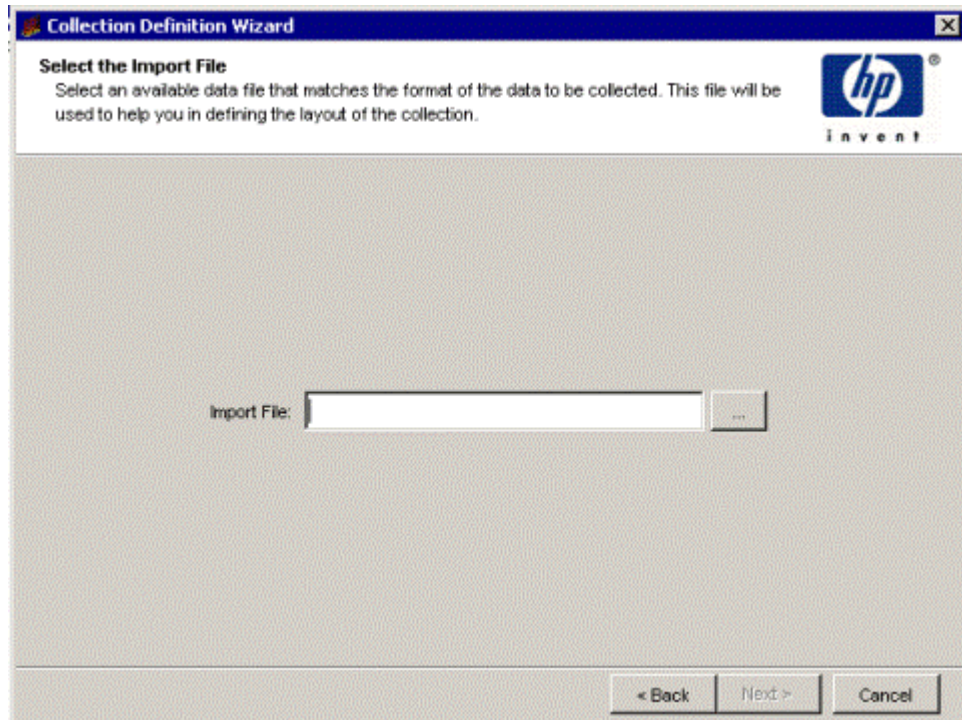 Collection Definition Wizard
Select the Import File
Select an available data file that matches the format of the data to be collected. This file will be
used to help you in defining the layout of the collection.
hp
®
invent
Import File:
...
< Back
Next >
Cancel